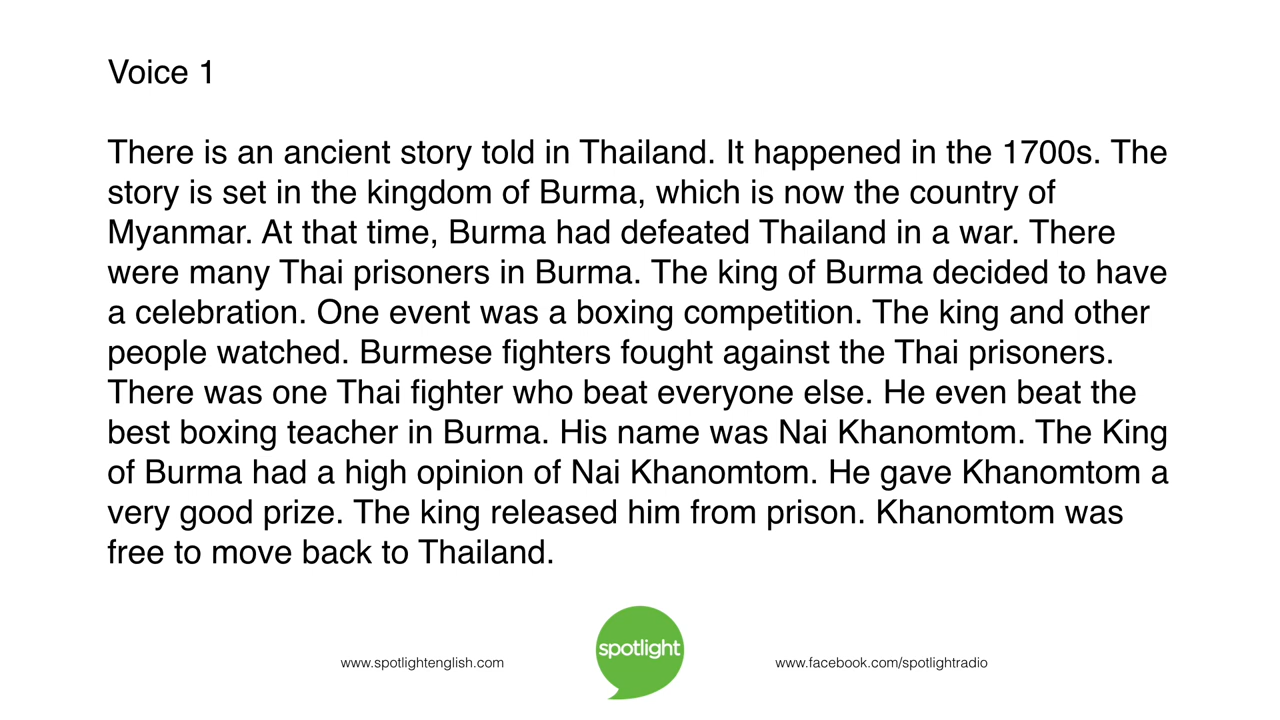 Voice 1
There is an ancient story told in Thailand. It happened in the 1700s. The
story is set in the kingdom of Burma, which is now the country of
Myanmar. At that time, Burma had defeated Thailand in a war. There
were many Thai prisoners in Burma. The king of Burma decided to have
a celebration. One event was a boxing competition. The king and other
people watched. Burmese fighters fought against the Thai prisoners.
There was one Thai fighter who beat everyone else. He even beat the
best boxing teacher in Burma. His name was Nai Khanomtom. The King
of Burma had a high opinion of Nai Khanomtom. He gave Khanomtom a
very good prize. The king released him from prison. Khanomtom was
free to move back to Thailand.
www.spotlightenglish.com
spotlight
www.facebook.com/spotlightradio